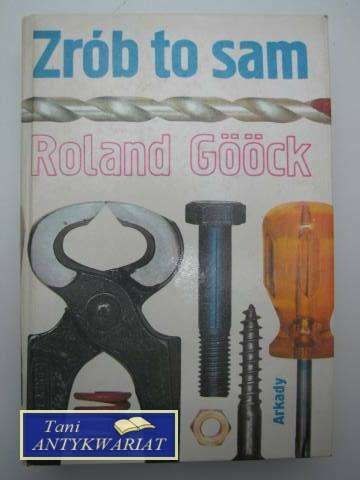 Zrób to sam
Roland Gööck
Arkady
Tani
ANTYKWARIAT